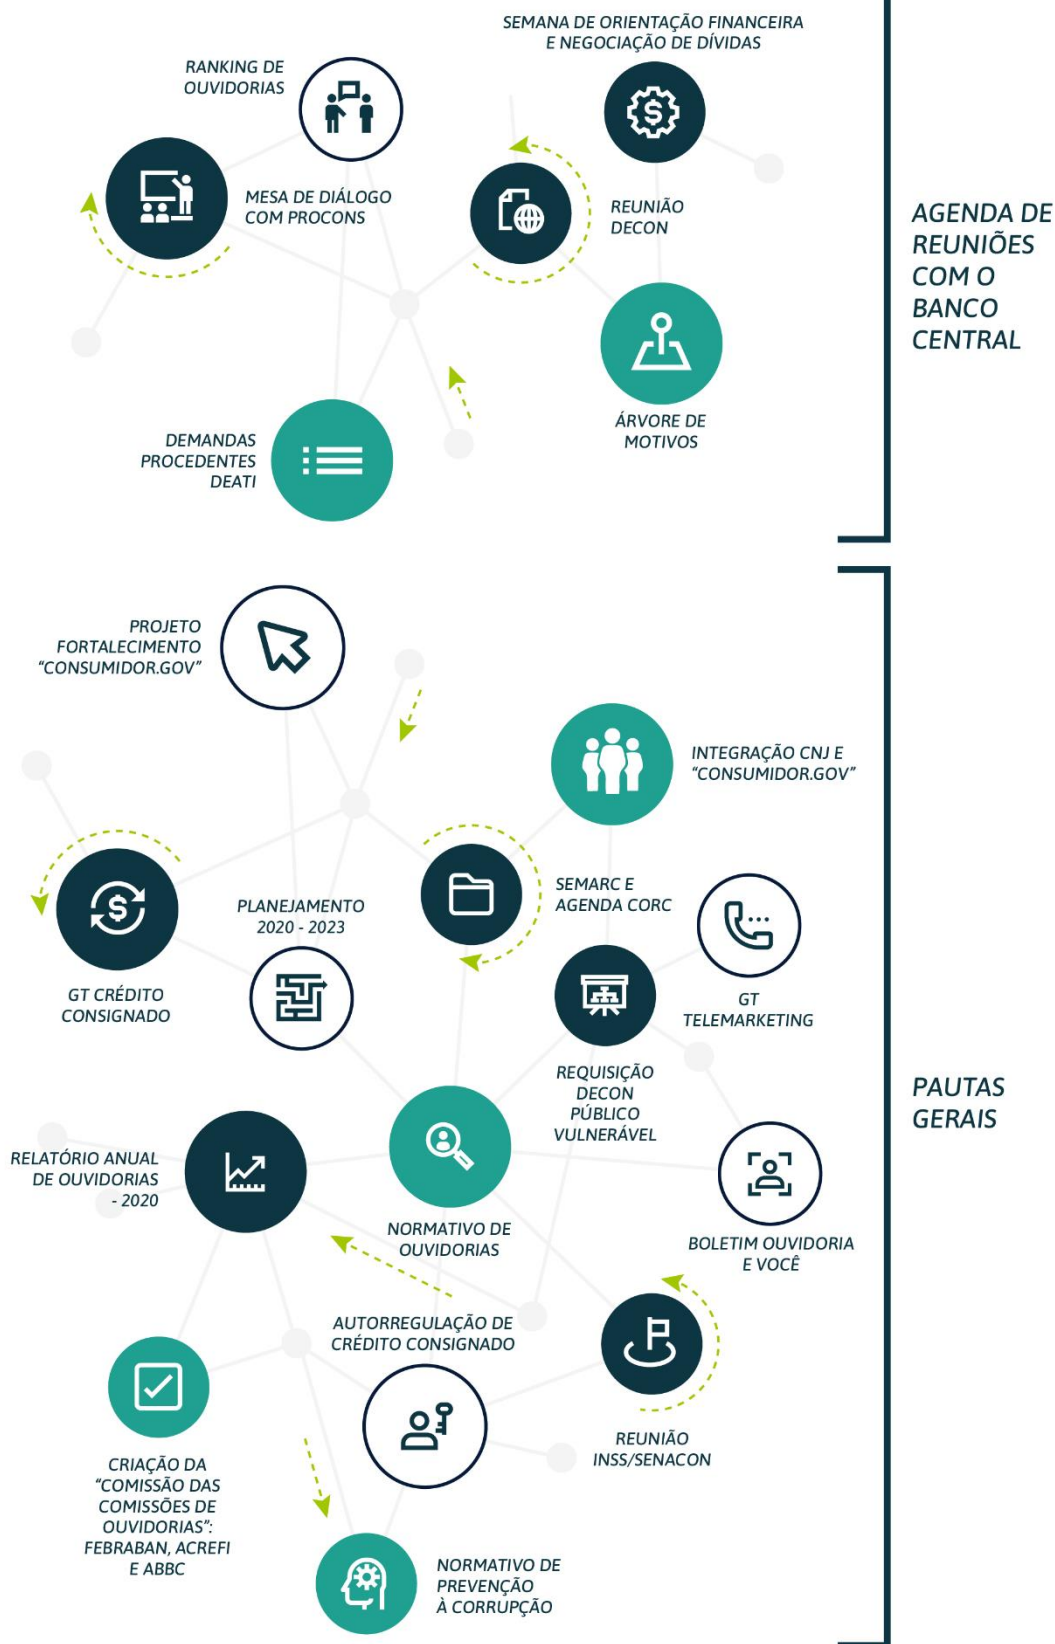 SEMANA DE ORIENTAÇÃO FINANCEIRA
E NEGOCIAÇÃO DE DÍVIDAS
RANKING DE
OUVIDORIAS
MESA DE DIÁLOGO
COM PROCONS
REUNIÃO
DECON
ÁRVORE DE
MOTIVOS
DEMANDAS
PROCEDENTES
DEATI
AGENDA DE
REUNIÕES
COM O
BANCO
CENTRAL
PROJETO
FORTALECIMENTO
“CONSUMIDOR.GOV”
INTEGRAÇÃO CNJ E
“CONSUMIDOR.GOV”
SEMARC E
AGENDA CORC
PLANEJAMENTO
2020 - 2023
GT CRÉDITO
CONSIGNADO
GT
TELEMARKETING
REQUISIÇÃO
DECON
PÚBLICO
VULNERÁVEL
RELATÓRIO ANUAL
DE OUVIDORIAS
- 2020
NORMATIVO DE
OUVIDORIAS
BOLETIM OUVIDORIA
E VOCÊ
AUTORREGULAÇÃO DE
CRÉDITO CONSIGNADO
REUNIÃO
INSS/SENACON
CRIAÇÃO DA
“COMISSÃO DAS
COMISSÕES DE
OUVIDORIAS”:
FEBRABAN, ACREFI
E ABBC
NORMATIVO DE
PREVENÇÃO
À CORRUPÇÃO
PAUTAS
GERAIS